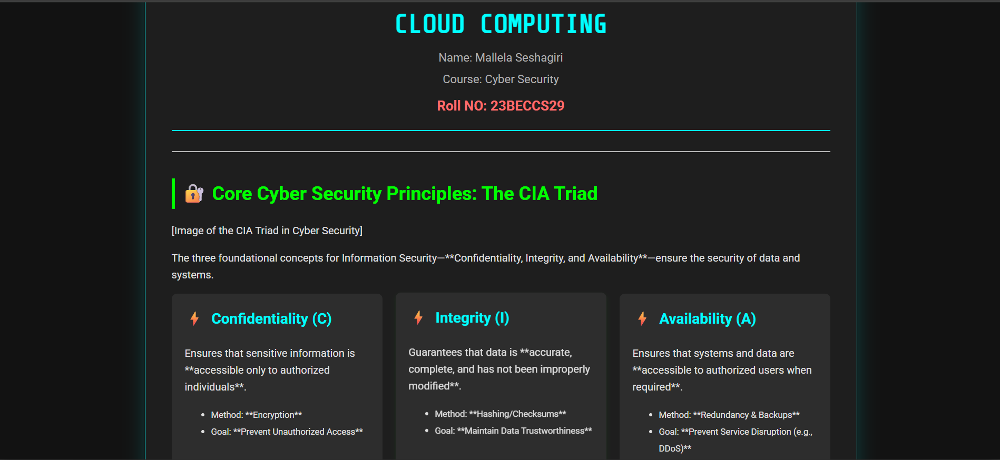 CLOUD COMPUTING
Name: Mallela Seshagiri
Course: Cyber Security
Roll NO: 23BECCS29
Core Cyber Security Principles: The CIA Triad
[Image of the CIA Triad in Cyber Security]
The three foundational concepts for Information Security—**Confidentiality, Integrity, and Availability**—ensure the security of data and
systems.
Confidentiality (C)
Ensures that sensitive information is
**accessible only to authorized
individuals**.
• Method: **Encryption**
• Goal: **Prevent Unauthorized Access**
Integrity (I)
Guarantees that data is **accurate,
complete, and has not been improperly
modified**.
• Method: **Hashing/Checksums**
• Goal: **Maintain Data Trustworthiness**
Availability (A)
Ensures that systems and data are
**accessible to authorized users when
required**.
• Method: **Redundancy & Backups**
• Goal: **Prevent Service Disruption (e.g.,
DDoS)**